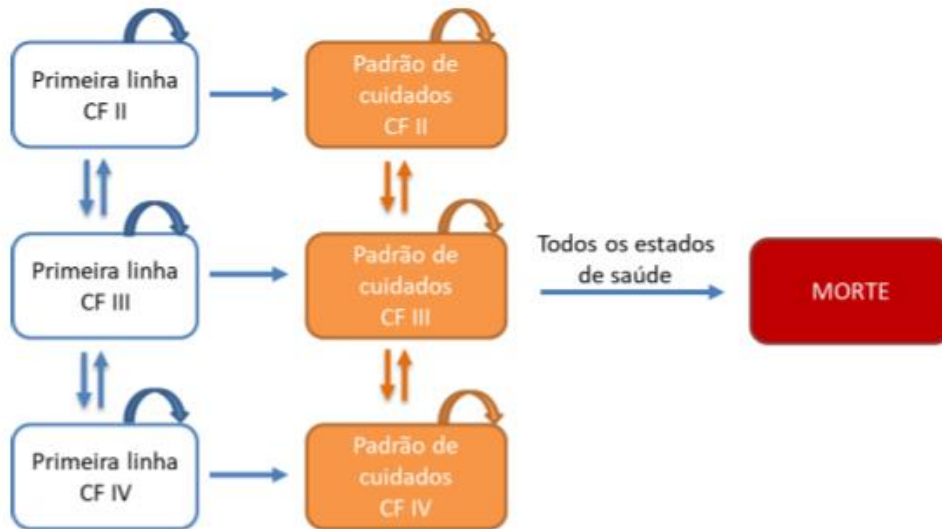 Primeira linha
CF II
Padrão de
cuidados
CF II
Primeira linha
CF III
Padrão de
cuidados
CF III
Todos os estados
de saúde
MORTE
Primeira linha
CF IV
Padrão de
cuidados
CF IV